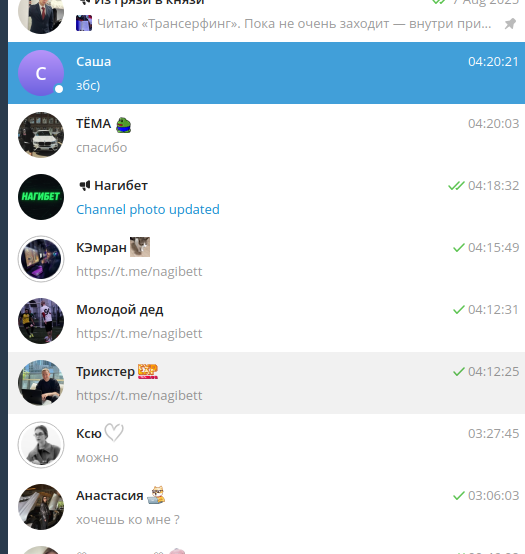 Из грязи в князи 7 Aug 2025
Читаю «Трансерфинг». Пока не очень заходит — внутри при...
С Саша 04:20:21
збс)
ТЁМА 04:20:03
спасибо
НАГИБЕТ Нагибет 04:18:32
Channel photo updated
КЭмран 04:15:49
https://t.me/nagibett
Молодой дед 04:12:31
https://t.me/nagibett
Трикстер 04:12:25
https://t.me/nagibett
Ксю 03:27:45
можно
Анастасия 03:06:03
хочешь ко мне ?